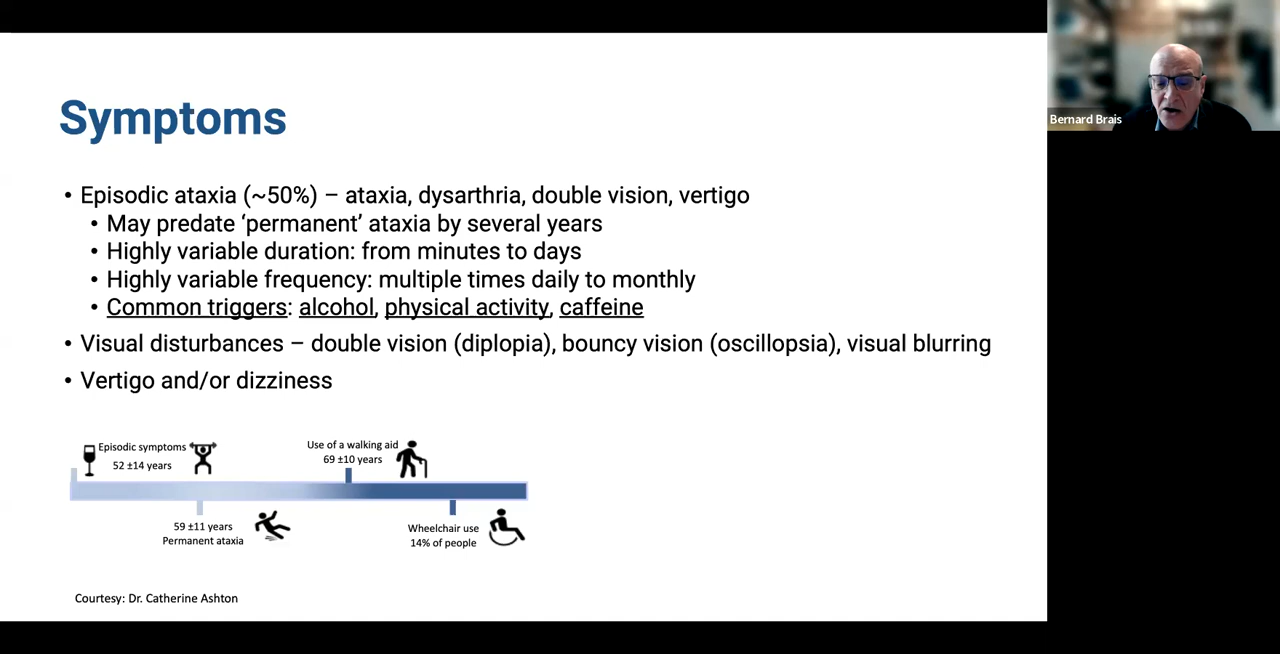 Symptoms
• Episodic ataxia (~50%) – ataxia, dysarthria, double vision, vertigo
• May predate ‘permanent’ ataxia by several years
• Highly variable duration: from minutes to days
• Highly variable frequency: multiple times daily to monthly
• Common triggers: alcohol, physical activity, caffeine
• Visual disturbances – double vision (diplopia), bouncy vision (oscillopsia), visual blurring
• Vertigo and/or dizziness
Episodic symptoms
52 ±14 years
Use of a walking aid
69 ±10 years
59 ±11 years
Permanent ataxia
Wheelchair use
14% of people
Courtesy: Dr. Catherine Ashton
Bernard Brais